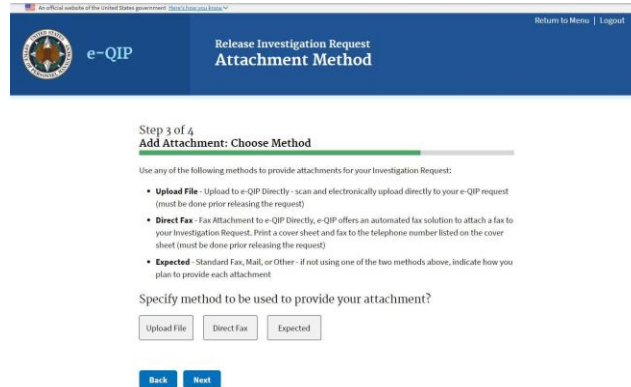 An official website of the United States government Here's how you know
Return to Menu | Logout
e-QIP
Release Investigation Request
Attachment Method
Step 3 of 4
Add Attachment: Choose Method
Use any of the following methods to provide attachments for your Investigation Request:
• Upload File - Upload to e-QIP Directly - scan and electronically upload directly to your e-QIP request
(must be done prior releasing the request)
• Direct Fax - Fax Attachment to e-QIP Directly, e-QIP offers an automated fax solution to attach a fax to
your Investigation Request. Print a cover sheet and fax to the telephone number listed on the cover
sheet (must be done prior releasing the request)
• Expected - Standard Fax, Mail, or Other - if not using one of the two methods above, indicate how you
plan to provide each attachment
Specify method to be used to provide your attachment?
Upload File Direct Fax Expected
Back Next